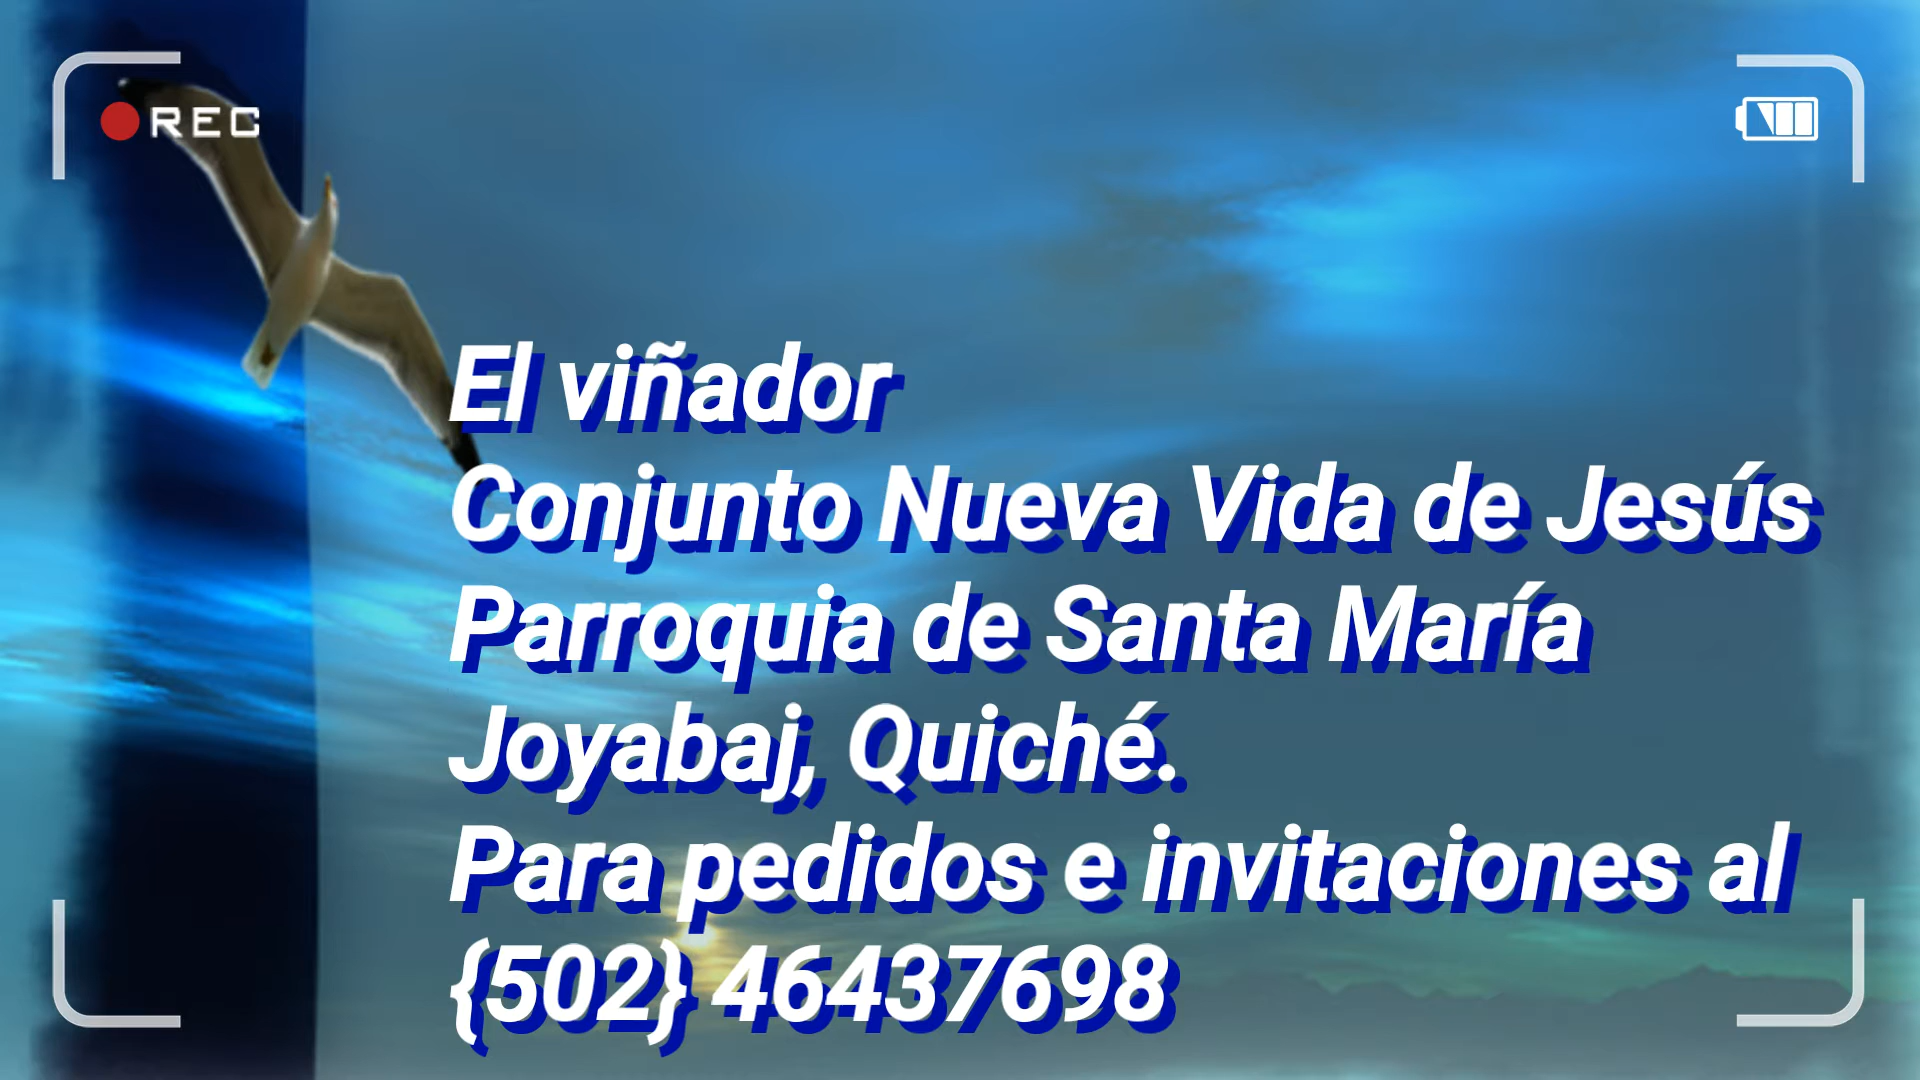 REC
El viñador
Conjunto Nueva Vida de Jesús
Parroquia de Santa María
Joyabaj, Quiché.
Para pedidos e invitaciones al
{502} 46437698